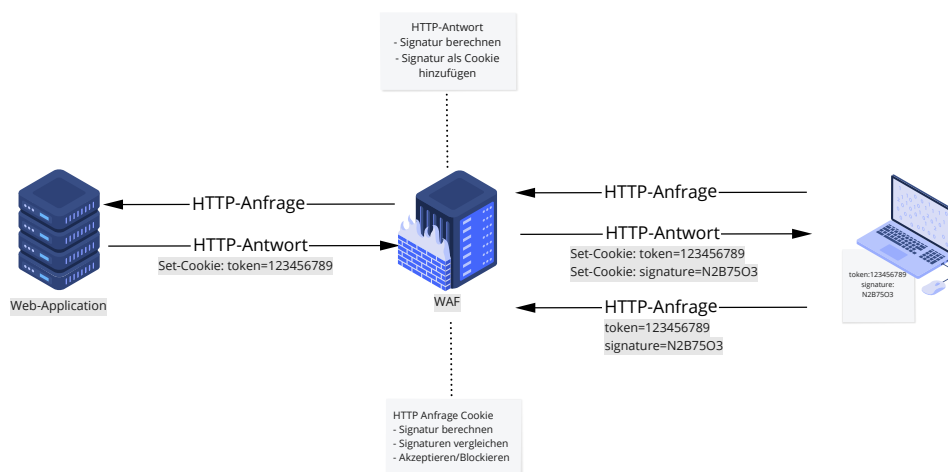 HTTP-Antwort
- Signatur berechnen
- Signatur als Cookie
hinzufügen
HTTP-Anfrage
HTTP-Antwort
Set-Cookie: token=123456789
Web-Application
WAF
HTTP-Anfrage
HTTP-Antwort
Set-Cookie: token=123456789
Set-Cookie: signature=N2B75O3
HTTP-Anfrage
token=123456789
signature=N2B75O3
token:123456789
signature:
N2B75O3
HTTP Anfrage Cookie
- Signatur berechnen
- Signaturen vergleichen
- Akzeptieren/Blockieren